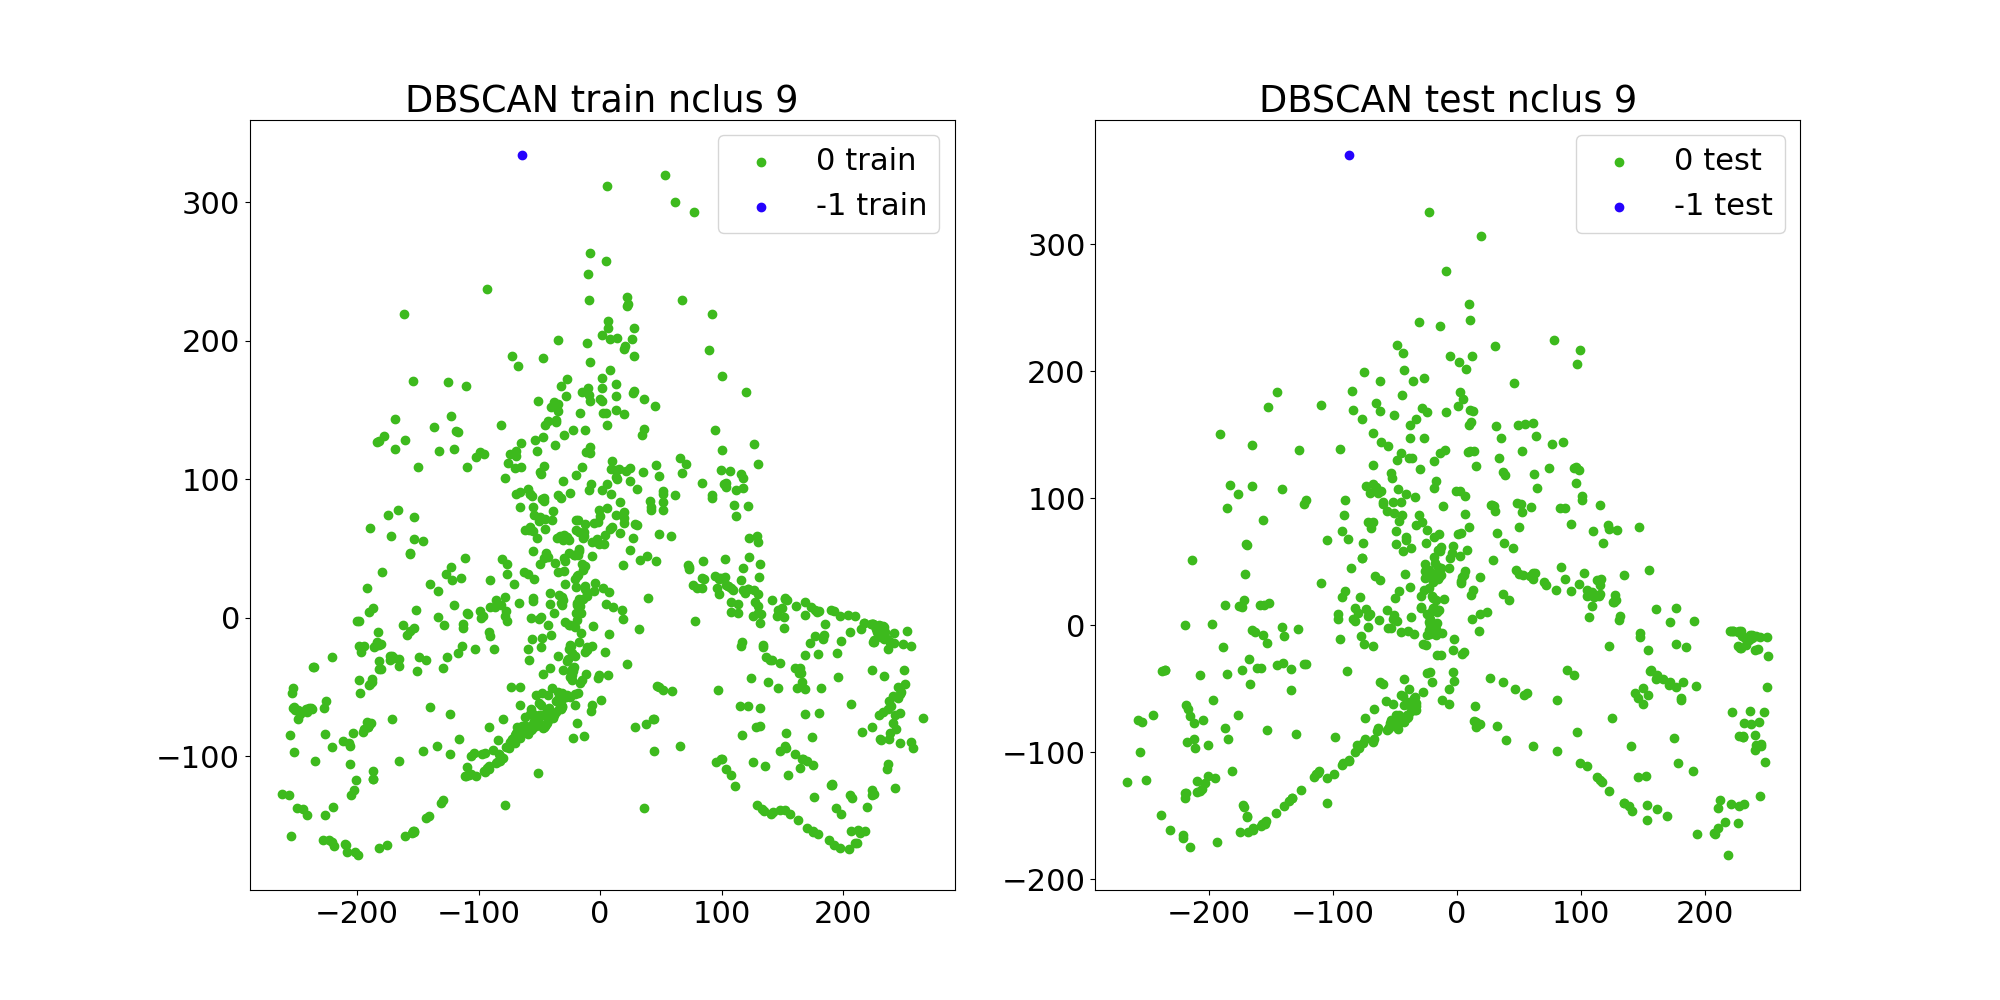 DBSCAN train nclus 9
0 train
-1 train
300
200
100
0
−100
−200 −100 0 100 200
DBSCAN test nclus 9
0 test
-1 test
300
200
100
0
−100
−200
−200 −100 0 100 200